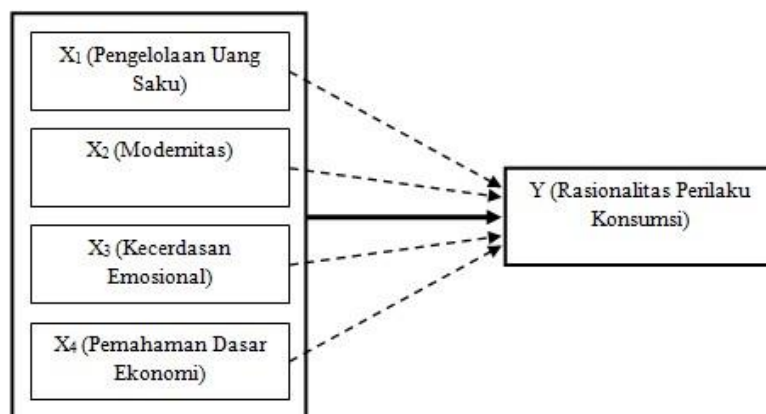 X₁ (Pengelolaan Uang
Saku)
X₂ (Modernitas)
X₃ (Kecerdasan
Emosional)
X₄ (Pemahaman Dasar
Ekonomi)
Y (Rasionalitas Perilaku
Konsumsi)